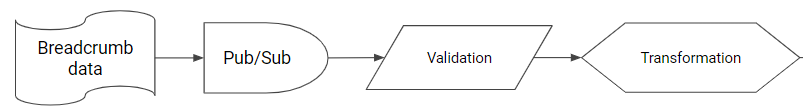 Breadcrumb
data
Pub/Sub
Validation
Transformation